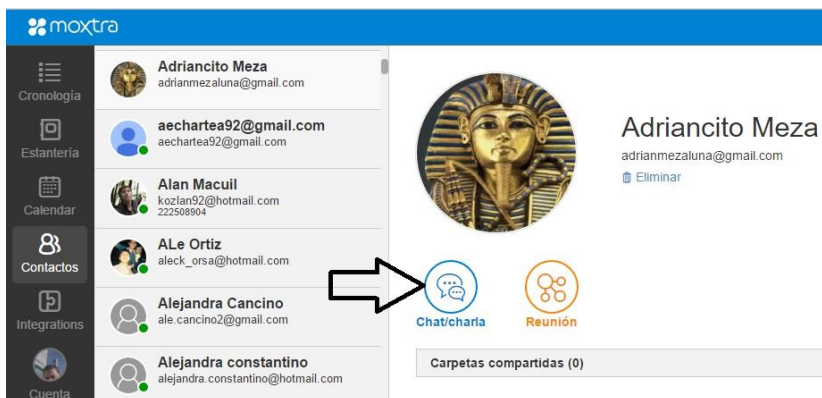 moxtra
Cronología
Estantería
Calendar
Contactos
Integrations
Cuenta
Adriancito Meza
adrianmezaluna@gmail.com
aechartea92@gmail.com
aechartea92@gmail.com
Alan Macuil
kozlan92@hotmail.com
222508904
ALe Ortiz
aleck_orsa@hotmail.com
Alejandra Cancino
ale.cancino2@gmail.com
Alejandra constantino
alejandra.constantino@hotmail.com
Adriancito Meza
adrianmezaluna@gmail.com
Eliminar
Chat/charla
Reunión
Carpetas compartidas (0)